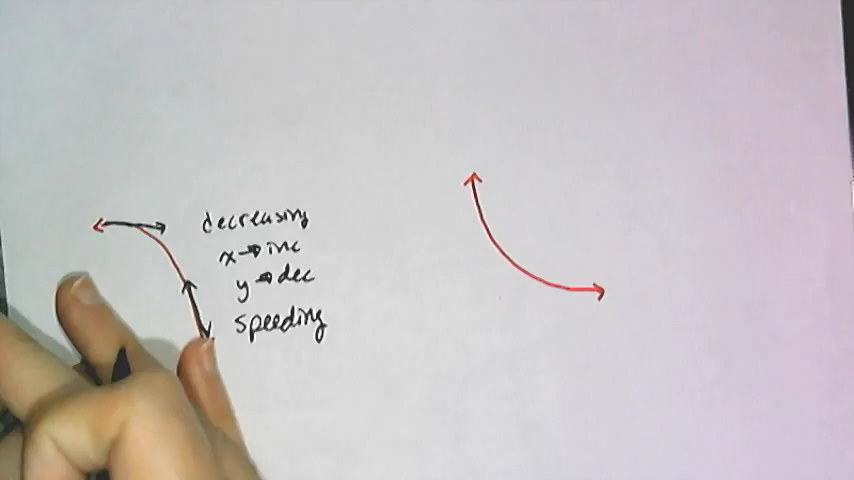 decreasing
x → inc
y → dec
speeding